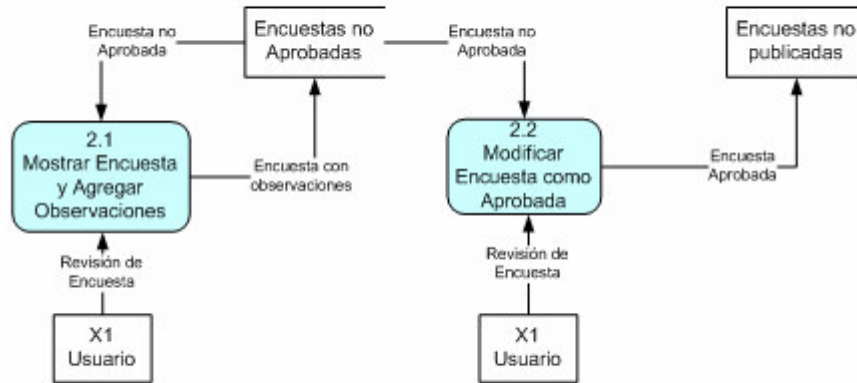 Encuesta no
Aprobada
Encuestas no
Aprobadas
Encuesta no
Aprobada
Encuestas no
publicadas
2.1
Mostrar Encuesta
y Agregar
Observaciones
Encuesta con
observaciones
2.2
Modificar
Encuesta como
Aprobada
Encuesta
Aprobada
Revisión de
Encuesta
Revisión de
Encuesta
X1
Usuario
X1
Usuario